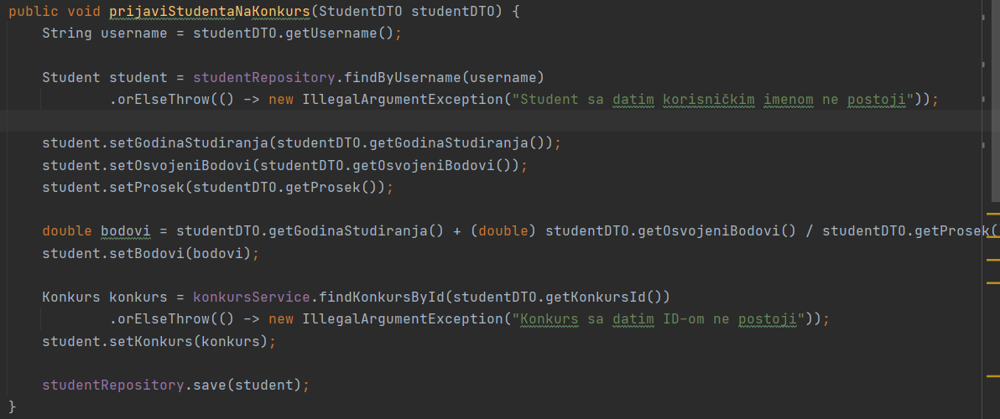 public void prijaviStudentaNaKonkurs(StudentDTO studentDTO) {
    String username = studentDTO.getUsername();

    Student student = studentRepository.findByUsername(username)
            .orElseThrow(() -> new IllegalArgumentException("Student sa datim korisničkim imenom ne postoji"));

    student.setGodinaStudiranja(studentDTO.getGodinaStudiranja());
    student.setOsvojeniBodovi(studentDTO.getOsvojeniBodovi());
    student.setProsek(studentDTO.getProsek());

    double bodovi = studentDTO.getGodinaStudiranja() + (double) studentDTO.getOsvojeniBodovi() / studentDTO.getProsek(
    student.setBodovi(bodovi);

    Konkurs konkurs = konkursService.findKonkursById(studentDTO.getKonkursId())
            .orElseThrow(() -> new IllegalArgumentException("Konkurs sa datim ID-om ne postoji"));
    student.setKonkurs(konkurs);

    studentRepository.save(student);
}